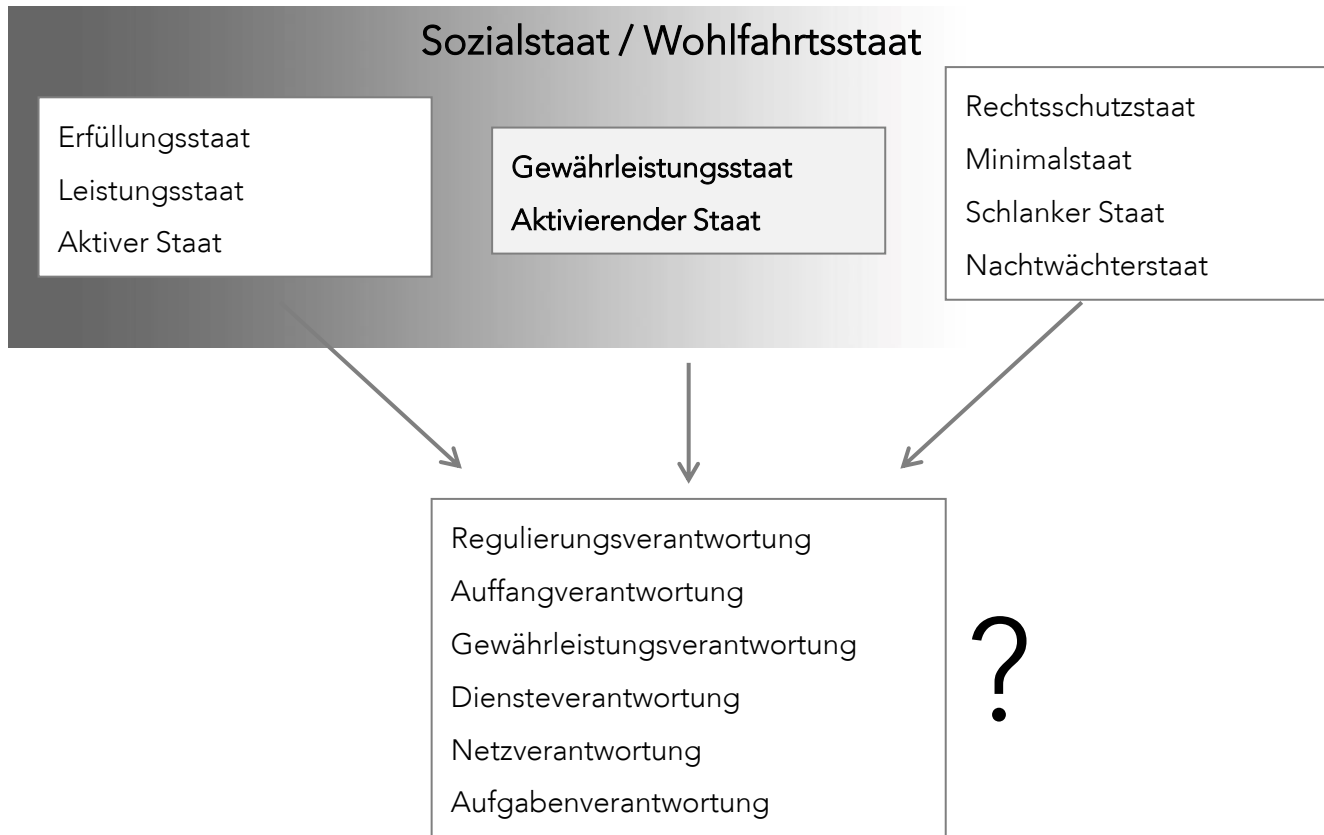 Sozialstaat / Wohlfahrtsstaat
Erfüllungsstaat
Leistungsstaat
Aktiver Staat
Gewährleistungsstaat
Aktivierender Staat
Rechtsschutzstaat
Minimalstaat
Schlanker Staat
Nachtwächterstaat
Regulierungsverantwortung
Auffangverantwortung
Gewährleistungsverantwortung
Diensteverantwortung
Netzverantwortung
Aufgabenverantwortung
?